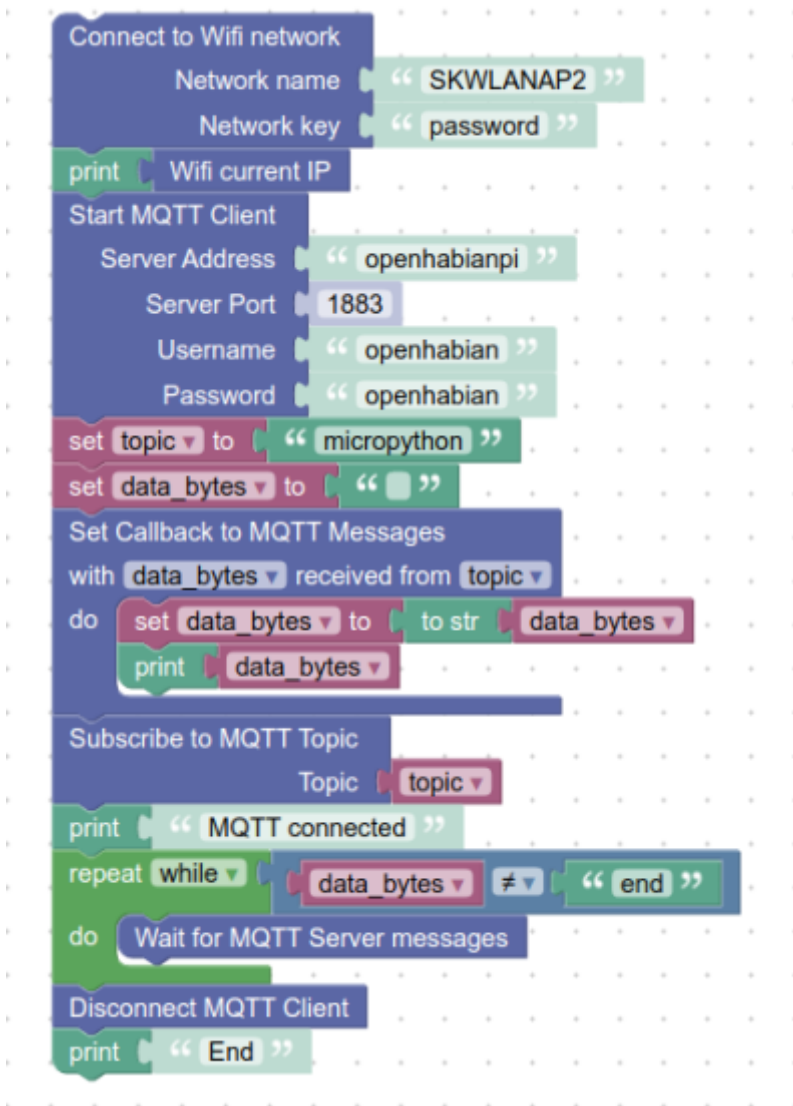 Connect to Wifi network
Network name “ SKWLANAP2 ”
Network key “ password ”
print Wifi current IP
Start MQTT Client
Server Address “ openhabianpi ”
Server Port 1883
Username “ openhabian ”
Password “ openhabian ”
set topic ▾ to “ micropython ”
set data_bytes ▾ to “ ”
Set Callback to MQTT Messages
with data_bytes ▾ received from topic ▾
do set data_bytes ▾ to to str data_bytes ▾
print data_bytes ▾
Subscribe to MQTT Topic
Topic topic ▾
print “ MQTT connected ”
repeat while ▾ data_bytes ▾ ≠ ▾ “ end ”
do Wait for MQTT Server messages
Disconnect MQTT Client
print “ End ”